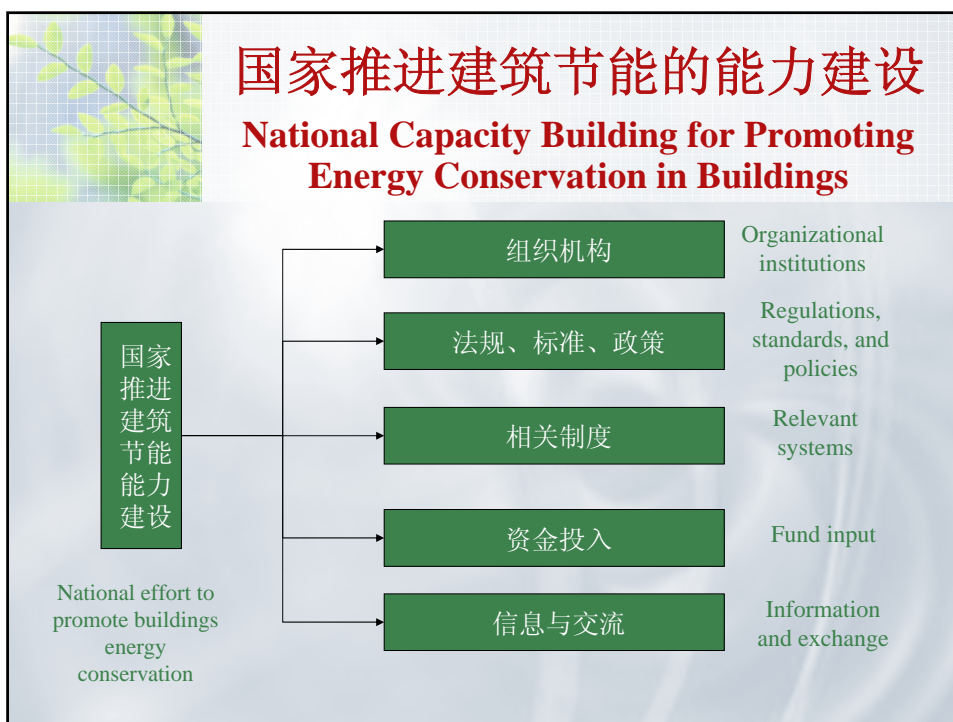 国家推进建筑节能的能力建设
National Capacity Building for Promoting
Energy Conservation in Buildings
国家
推进
建筑
节能
能力
建设
National effort to
promote buildings
energy
conservation
组织机构
Organizational
institutions
法规、标准、政策
Regulations,
standards, and
policies
相关制度
Relevant
systems
资金投入
Fund input
信息与交流
Information
and exchange